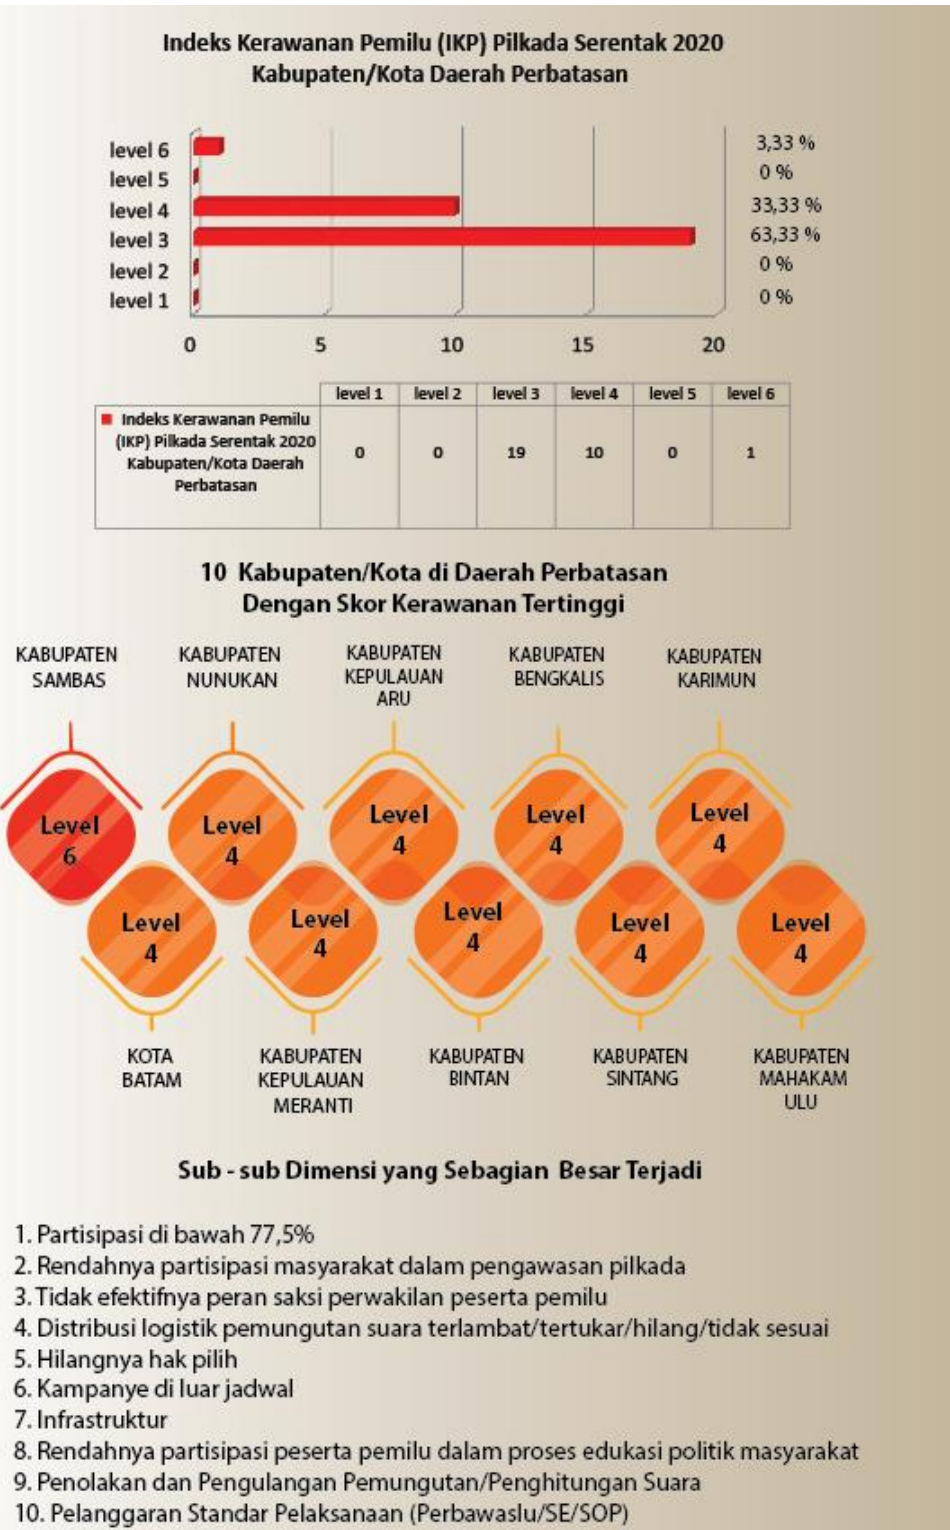 Indeks Kerawanan Pemilu (IKP) Pilkada Serentak 2020
Kabupaten/Kota Daerah Perbatasan
level 6 3,33 %
level 5 0 %
level 4 33,33 %
level 3 63,33 %
level 2 0 %
level 1 0 %
0 5 10 15 20
level 1 level 2 level 3 level 4 level 5 level 6
Indeks Kerawanan Pemilu
(IKP) Pilkada Serentak 2020
Kabupaten/Kota Daerah
Perbatasan
0 0 19 10 0 1
10 Kabupaten/Kota di Daerah Perbatasan
Dengan Skor Kerawanan Tertinggi
KABUPATEN
SAMBAS
KABUPATEN
NUNUKAN
KABUPATEN
KEPULAUAN
ARU
KABUPATEN
BENGKALIS
KABUPATEN
KARIMUN
Level
6
Level
4
Level
4
Level
4
Level
4
Level
4
Level
4
Level
4
Level
4
Level
4
KOTA
BATAM
KABUPATEN
KEPULAUAN
MERANTI
KABUPATEN
BINTAN
KABUPATEN
SINTANG
KABUPATEN
MAHAKAM
ULU
Sub - sub Dimensi yang Sebagian Besar Terjadi
1. Partisipasi di bawah 77,5%
2. Rendahnya partisipasi masyarakat dalam pengawasan pilkada
3. Tidak efektifnya peran saksi perwakilan peserta pemilu
4. Distribusi logistik pemungutan suara terlambat/tertukar/hilang/tidak sesuai
5. Hilangnya hak pilih
6. Kampanye di luar jadwal
7. Infrastruktur
8. Rendahnya partisipasi peserta pemilu dalam proses edukasi politik masyarakat
9. Penolakan dan Pengulangan Pemungutan/Penghitungan Suara
10. Pelanggaran Standar Pelaksanaan (Perbawaslu/SE/SOP)